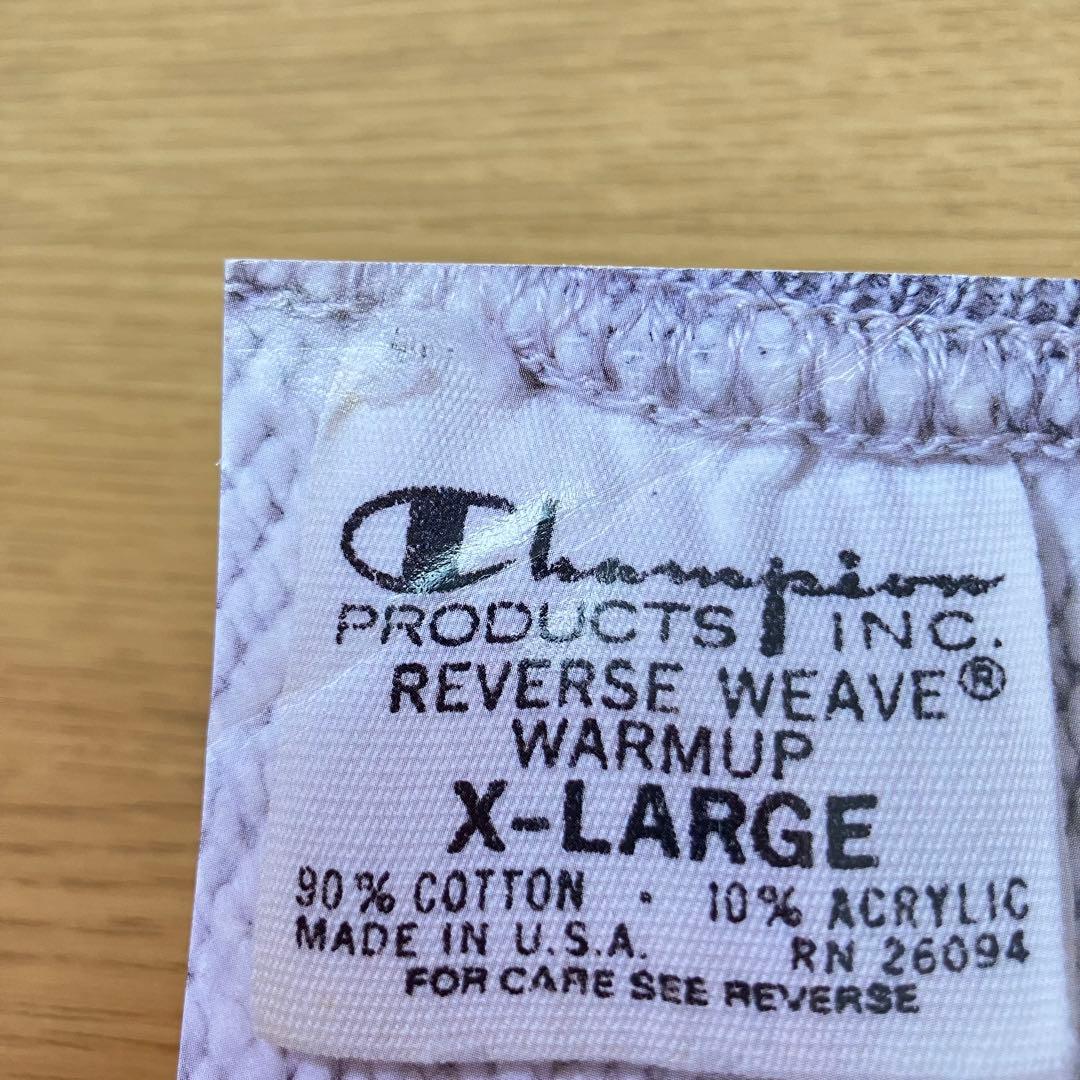 Champion
PRODUCTS INC.
REVERSE WEAVE®
WARMUP
X-LARGE
90% COTTON · 10% ACRYLIC
MADE IN U.S.A. RN 26094
FOR CARE SEE REVERSE